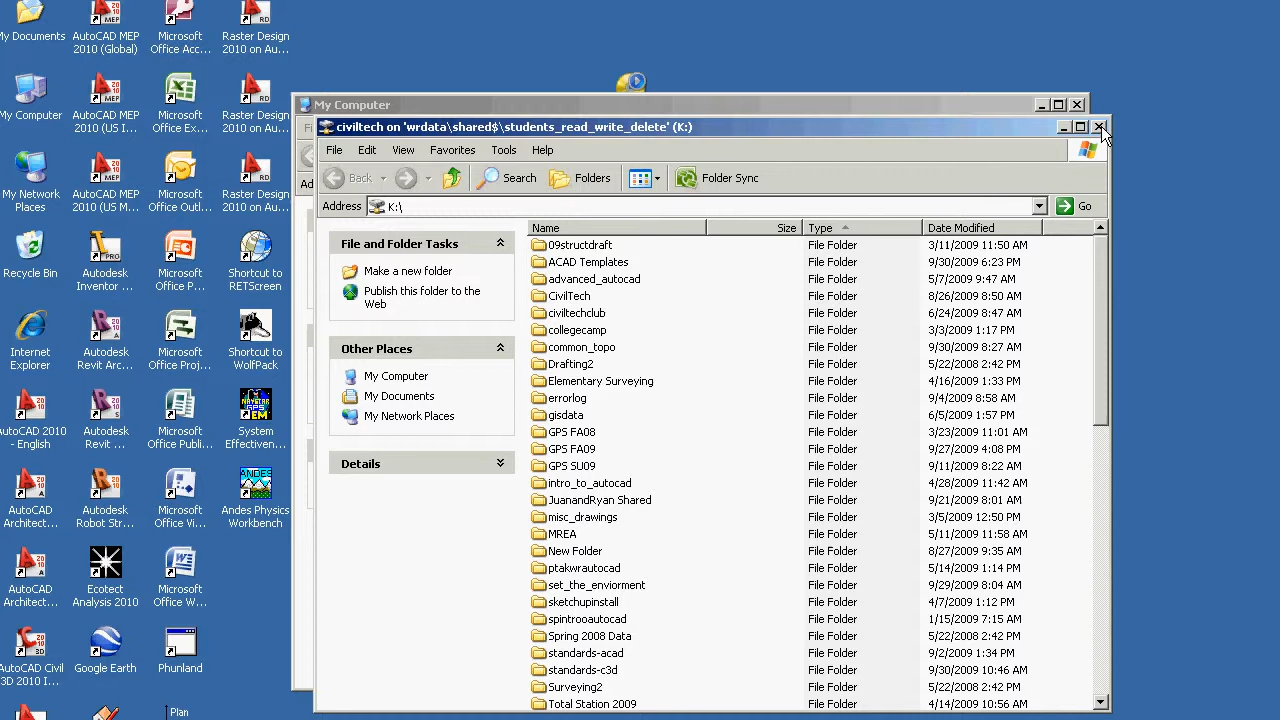 My Documents
AutoCAD MEP
2010 (Global)
Microsoft
Office Acc...
Raster Design
2010 on Au...
My Computer
AutoCAD MEP
2010 (US I...
Microsoft
Office Ex...
Raster Design
2010 on Au...
My Network
Places
AutoCAD MEP
2010 (US M...
Microsoft
Office Outl...
Raster Design
2010 on Au...
Recycle Bin
Autodesk
Inventor ...
Microsoft
Office P...
Shortcut to
RETScreen
Internet
Explorer
Autodesk
Revit Arc...
Microsoft
Office Proj...
Shortcut to
WolfPack
AutoCAD 2010
- English
Autodesk
Revit ...
Microsoft
Office Publi...
System
Effectiven...
AutoCAD
Architect...
Autodesk
Robot Str...
Microsoft
Office Vi...
Andes Physics
Workbench
AutoCAD
Architect...
Ecotect
Analysis 2010
Microsoft
Office W...
AutoCAD Civil
3D 2010 I...
Google Earth
Phunland
Plan
My Computer
civiltech on 'wrdata\shared$\students_read_write_delete' (K:)
File Edit View Favorites Tools Help
Back Search Folders Folder Sync
Address K:\ Go
File and Folder Tasks
Make a new folder
Publish this folder to the
Web
Other Places
My Computer
My Documents
My Network Places
Details
Name Size Type Date Modified
09structdraft File Folder 3/11/2009 11:50 AM
ACAD Templates File Folder 9/30/2009 6:23 PM
advanced_autocad File Folder 5/7/2009 9:47 AM
CivilTech File Folder 8/26/2009 8:50 AM
civiltechclub File Folder 6/24/2009 8:47 AM
collegecamp File Folder 3/3/2009 1:17 PM
common_topo File Folder 9/30/2009 8:27 AM
Drafting2 File Folder 5/22/2008 2:42 PM
Elementary Surveying File Folder 4/16/2009 1:33 PM
errorlog File Folder 9/4/2009 8:58 AM
gisdata File Folder 6/5/2009 1:57 PM
GPS FA08 File Folder 3/23/2009 11:01 AM
GPS FA09 File Folder 9/27/2009 4:08 PM
GPS SU09 File Folder 9/11/2009 8:22 AM
intro_to_autocad File Folder 4/28/2009 11:42 AM
JuanandRyan Shared File Folder 9/21/2009 8:01 AM
misc_drawings File Folder 3/5/2009 12:50 PM
MREA File Folder 5/11/2009 11:58 AM
New Folder File Folder 8/27/2009 9:35 AM
ptakwrautocad File Folder 5/14/2009 1:14 PM
set_the_enviorment File Folder 9/29/2009 8:04 AM
sketchupinstall File Folder 4/7/2009 1:12 PM
spintrooautocad File Folder 1/15/2009 7:15 AM
Spring 2008 Data File Folder 5/22/2008 2:42 PM
standards-acad File Folder 9/2/2009 1:34 PM
standards-c3d File Folder 9/30/2009 10:46 AM
Surveying2 File Folder 5/22/2008 2:42 PM
Total Station 2009 File Folder 4/14/2009 10:56 AM